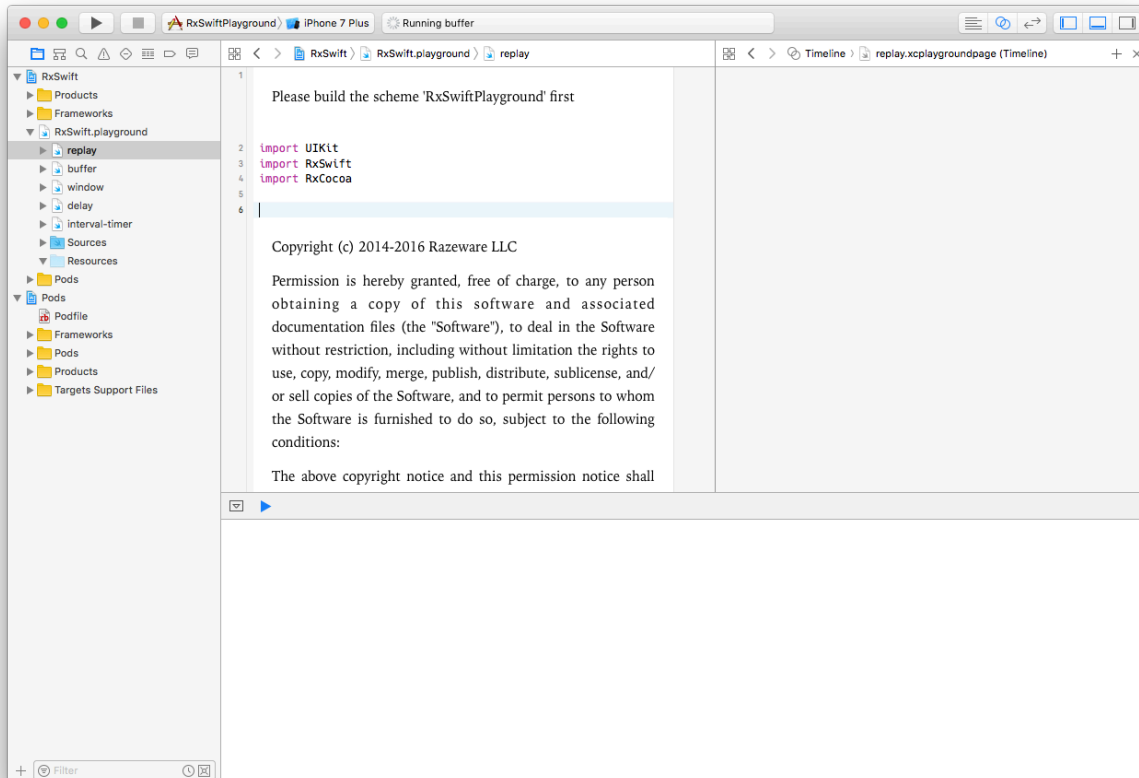 RxSwiftPlayground iPhone 7 Plus Running buffer
RxSwift RxSwift.playground replay
Timeline replay.xcplaygroundpage (Timeline)
RxSwift
Products
Frameworks
RxSwift.playground
replay
buffer
window
delay
interval-timer
Sources
Resources
Pods
Pods
Podfile
Frameworks
Pods
Products
Targets Support Files
Filter
1
Please build the scheme 'RxSwiftPlayground' first
2 import UIKit
3 import RxSwift
4 import RxCocoa
5
6
Copyright (c) 2014-2016 Razeware LLC
Permission is hereby granted, free of charge, to any person
obtaining a copy of this software and associated
documentation files (the "Software"), to deal in the Software
without restriction, including without limitation the rights to
use, copy, modify, merge, publish, distribute, sublicense, and/
or sell copies of the Software, and to permit persons to whom
the Software is furnished to do so, subject to the following
conditions:
The above copyright notice and this permission notice shall